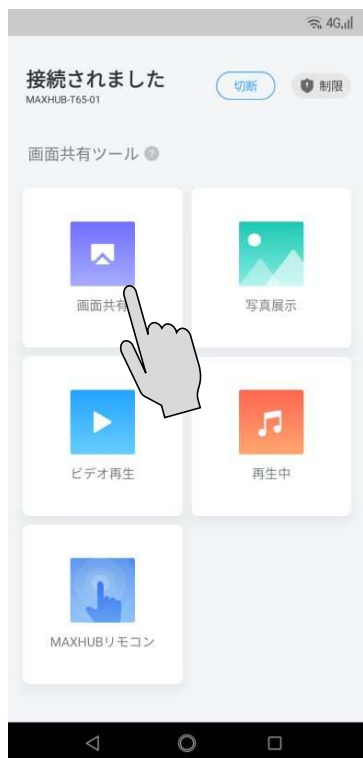 4G
接続されました
MAXHUB-T65-01
切断
制限
画面共有ツール ?
画面共有
写真展示
ビデオ再生
再生中
MAXHUBリモコン